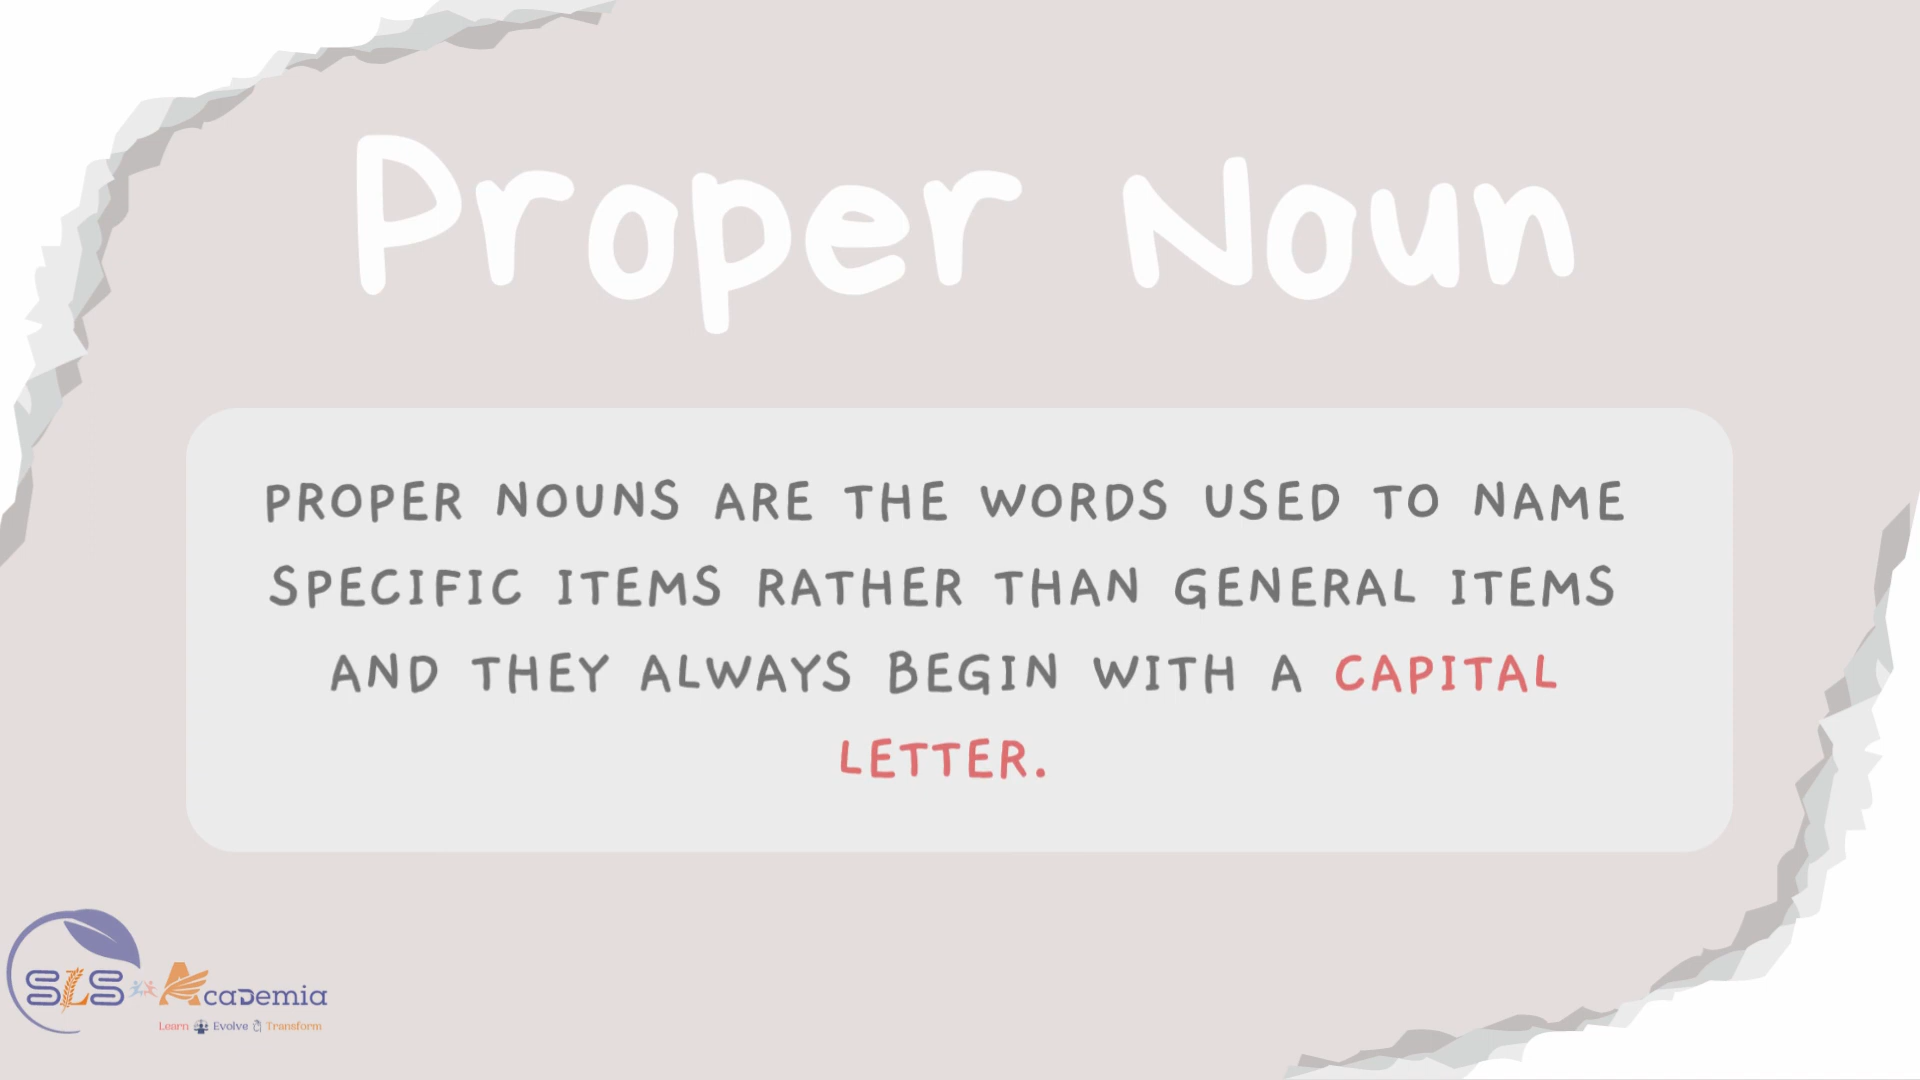 Proper Noun
PROPER NOUNS ARE THE WORDS USED TO NAME
SPECIFIC ITEMS RATHER THAN GENERAL ITEMS
AND THEY ALWAYS BEGIN WITH A CAPITAL
LETTER.
SLS Academia
Learn Evolve Transform